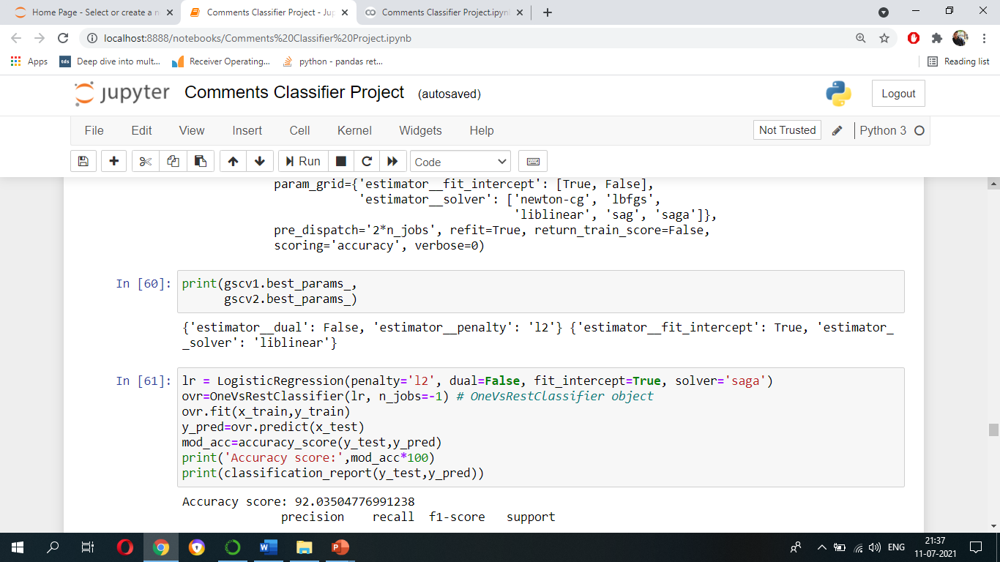 Home Page - Select or create a n
Comments Classifier Project - Jup
Comments Classifier Project.ipyn
localhost:8888/notebooks/Comments%20Classifier%20Project.ipynb
Apps
tds
Deep dive into mult...
Receiver Operating...
python - pandas ret...
Reading list
jupyter
Comments Classifier Project
(autosaved)
Logout
File
Edit
View
Insert
Cell
Kernel
Widgets
Help
Not Trusted
Python 3
Run
Code
param_grid={'estimator__fit_intercept': [True, False],
'estimator__solver': ['newton-cg', 'lbfgs',
'liblinear', 'sag', 'saga']},
pre_dispatch='2*n_jobs', refit=True, return_train_score=False,
scoring='accuracy', verbose=0)
In [60]:
print(gscv1.best_params_,
gscv2.best_params_)
{'estimator__dual': False, 'estimator__penalty': 'l2'} {'estimator__fit_intercept': True, 'estimator_
_solver': 'liblinear'}
In [61]:
lr = LogisticRegression(penalty='l2', dual=False, fit_intercept=True, solver='saga')
ovr=OneVsRestClassifier(lr, n_jobs=-1) # OneVsRestClassifier object
ovr.fit(x_train,y_train)
y_pred=ovr.predict(x_test)
mod_acc=accuracy_score(y_test,y_pred)
print('Accuracy score:',mod_acc*100)
print(classification_report(y_test,y_pred))
Accuracy score: 92.03504776991238
precision recall f1-score support
ENG
21:37
11-07-2021